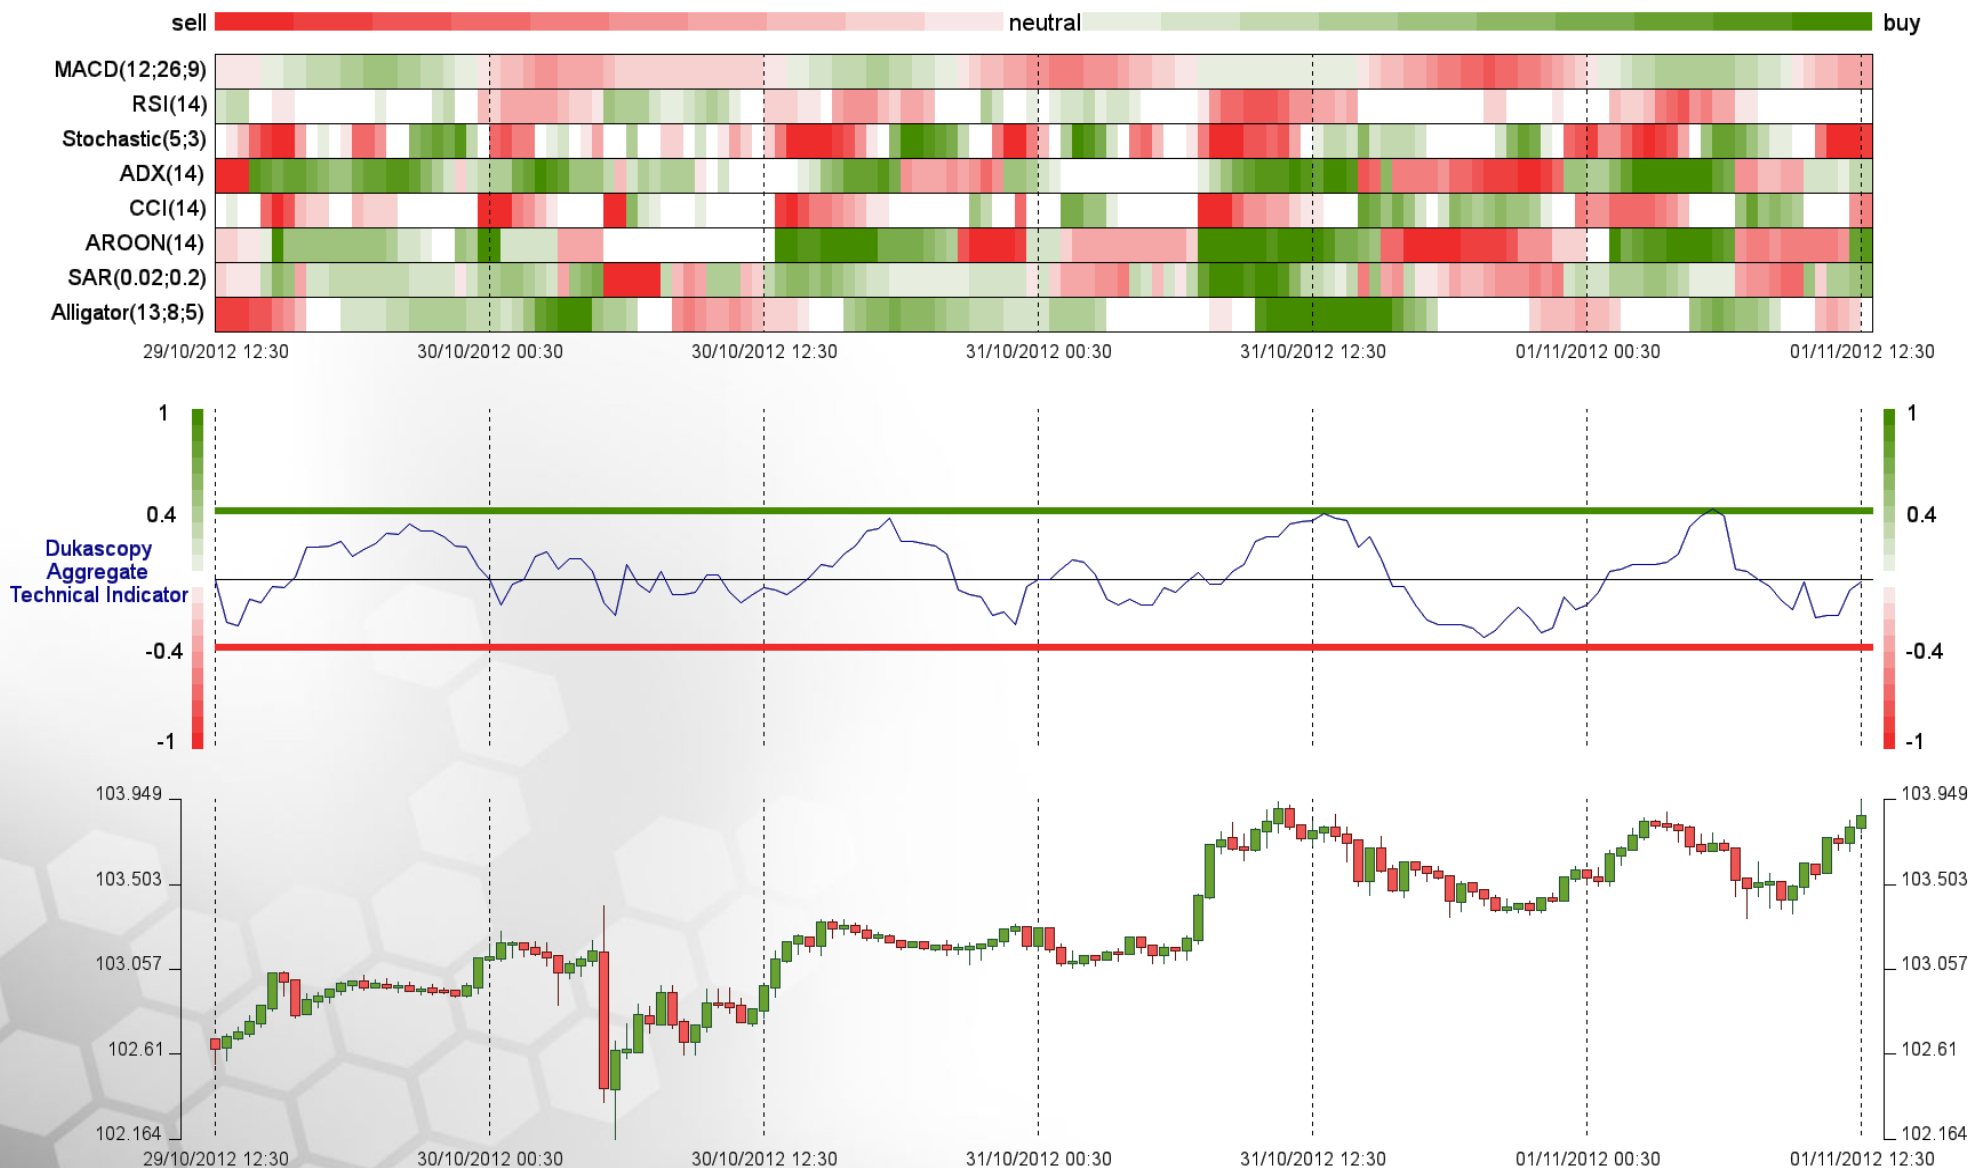 sell neutral buy
MACD(12;26;9)
RSI(14)
Stochastic(5;3)
ADX(14)
CCI(14)
AROON(14)
SAR(0.02;0.2)
Alligator(13;8;5)
29/10/2012 12:30 30/10/2012 00:30 30/10/2012 12:30 31/10/2012 00:30 31/10/2012 12:30 01/11/2012 00:30 01/11/2012 12:30
1 1
0.4 0.4
Dukascopy
Aggregate
Technical Indicator
-0.4 -0.4
-1 -1
103.949 103.949
103.503 103.503
103.057 103.057
102.61 102.61
102.164 102.164
29/10/2012 12:30 30/10/2012 00:30 30/10/2012 12:30 31/10/2012 00:30 31/10/2012 12:30 01/11/2012 00:30 01/11/2012 12:30